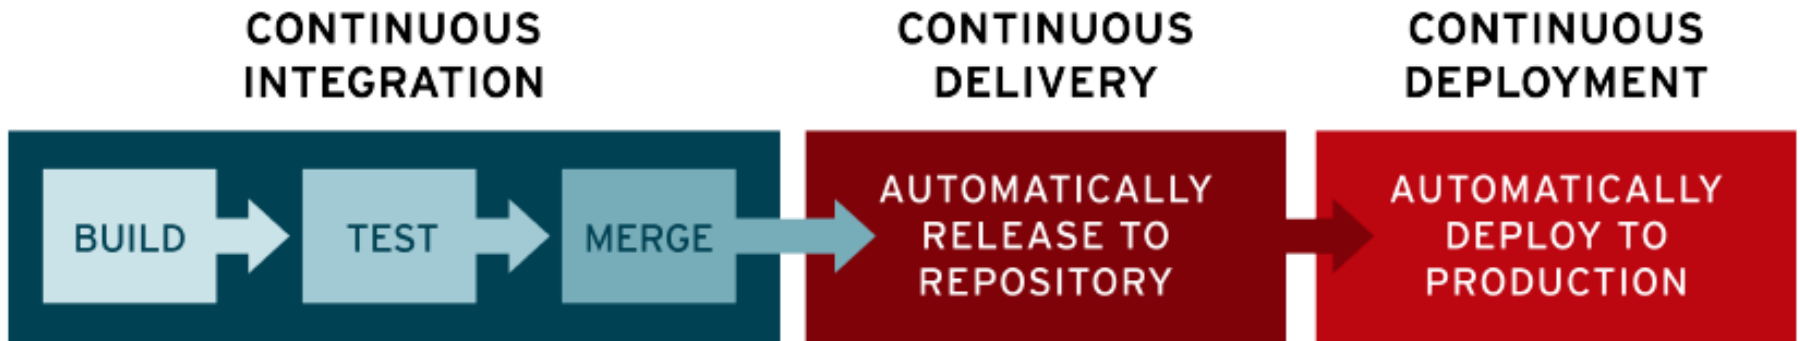 CONTINUOUS
INTEGRATION
BUILD
TEST
MERGE
CONTINUOUS
DELIVERY
AUTOMATICALLY
RELEASE TO
REPOSITORY
CONTINUOUS
DEPLOYMENT
AUTOMATICALLY
DEPLOY TO
PRODUCTION